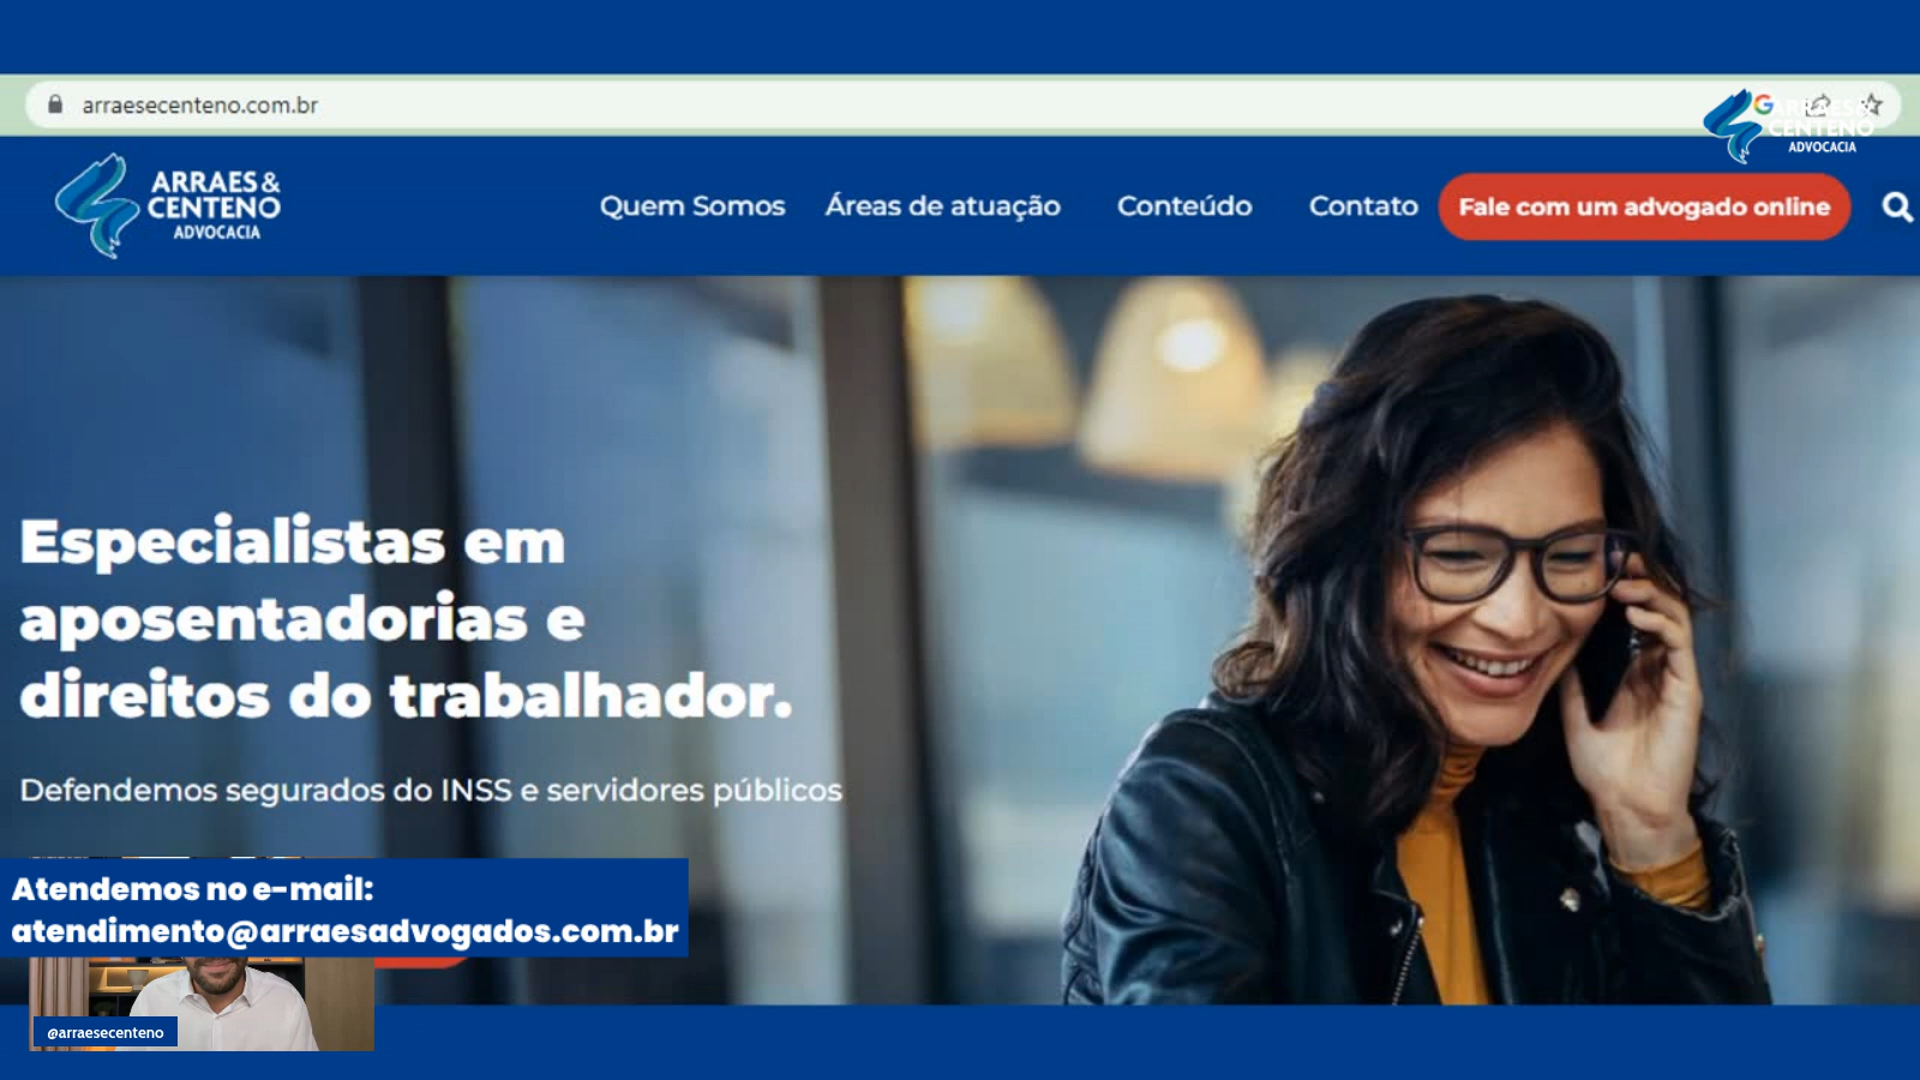 arraesecenteno.com.br
ARRAES &
CENTENO
ADVOCACIA
ARRAES &
CENTENO
ADVOCACIA
Quem Somos
Áreas de atuação
Conteúdo
Contato
Fale com um advogado online
Especialistas em
aposentadorias e
direitos do trabalhador.
Defendemos segurados do INSS e servidores públicos
Atendemos no e-mail:
atendimento@arraesadvogados.com.br
@arraesecenteno